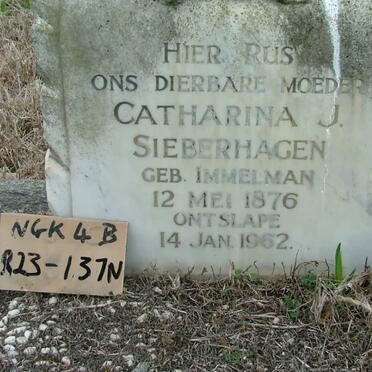 HIER RUS
ONS DIERBARE MOEDER
CATHARINA J.
SIEBERHAGEN
GEB. IMMELMAN
12 MEI 1876
ONTSLAPE
14 JAN. 1962.
NGK 4 B
R23-137N